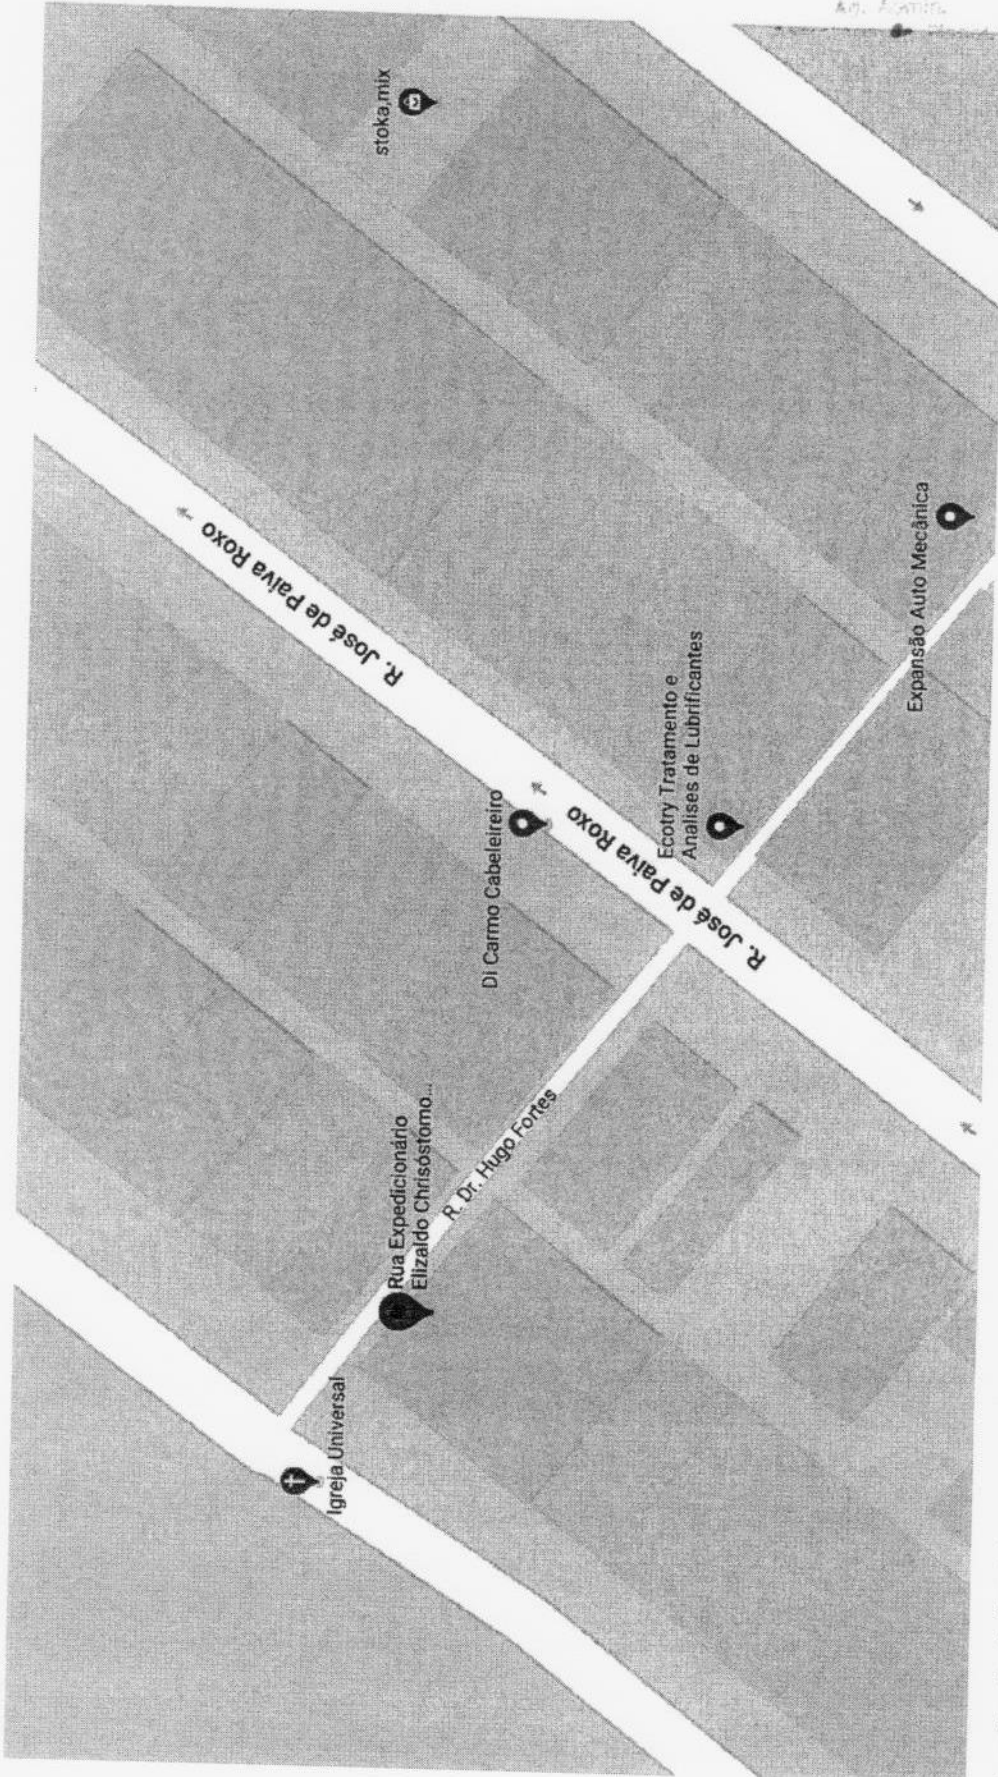 stoka,mix
R. José de Paiva Roxo
Di Carmo Cabeleireiro
R. José de Paiva Roxo
Ecotry Tratamento e
Analises de Lubrificantes
Expansão Auto Mecânica
Rua Expedicionário
Elizaldo Chrisóstomo...
R. Dr. Hugo Fortes
Igreja Universal